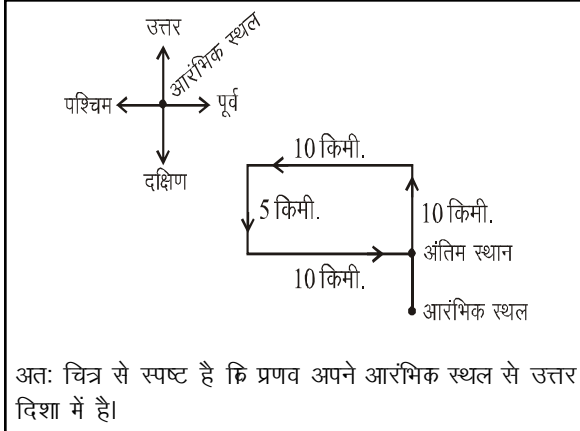 उत्तर
आरंभिक स्थल
पश्चिम
पूर्व
दक्षिण
10 किमी.
5 किमी.
10 किमी.
अंतिम स्थान
10 किमी.
आरंभिक स्थल
अतः चित्र से स्पष्ट है कि प्रणव अपने आरंभिक स्थल से उत्तर
दिशा में है।